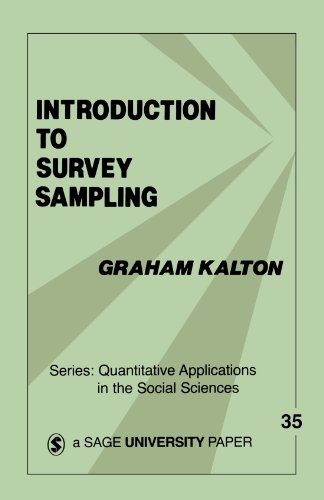 INTRODUCTION
TO
SURVEY
SAMPLING
GRAHAM KALTON
Series: Quantitative Applications
in the Social Sciences
35
S a SAGE UNIVERSITY PAPER